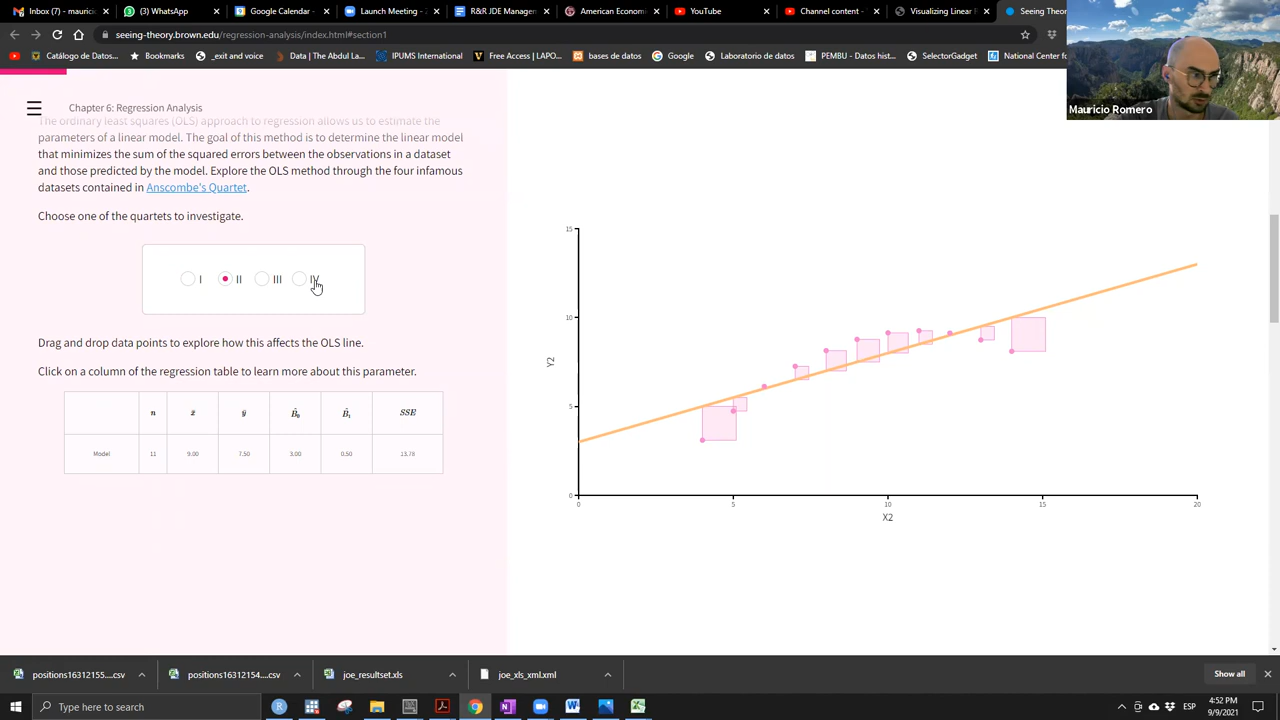 Inbox (7) - mauricio
(3) WhatsApp
Google Calendar -
Launch Meeting - Z
R&R JDE Manage
American Economi
YouTube
Channel content -
Visualizing Linear R
Seeing Theo
seeing-theory.brown.edu/regression-analysis/index.html#section1
Catálogo de Datos...
_exit and voice
Data | The Abdul La...
IPUMS International
Free Access | LAPO...
bases de datos
Google
Laboratorio de datos
PEMBU - Datos hist...
SelectorGadget
National Center fo
Mauricio Romero
Chapter 6: Regression Analysis
The ordinary least squares (OLS) approach to regression allows us to estimate the
parameters of a linear model. The goal of this method is to determine the linear model
that minimizes the sum of the squared errors between the observations in a dataset
and those predicted by the model. Explore the OLS method through the four infamous
datasets contained in Anscombe's Quartet.
Choose one of the quartets to investigate.
I II III IV
Drag and drop data points to explore how this affects the OLS line.
Click on a column of the regression table to learn more about this parameter.
n x̄ ȳ B̂0 B̂1 SSE
Model 11 9.00 7.50 3.00 0.50 13.78
15
10
5
0
Y2
0 5 10 15 20
X2
positions16312155....csv
positions16312154....csv
joe_resultset.xls
joe_xls_xml.xml
Show all
Type here to search
ESP
4:52 PM
9/9/2021